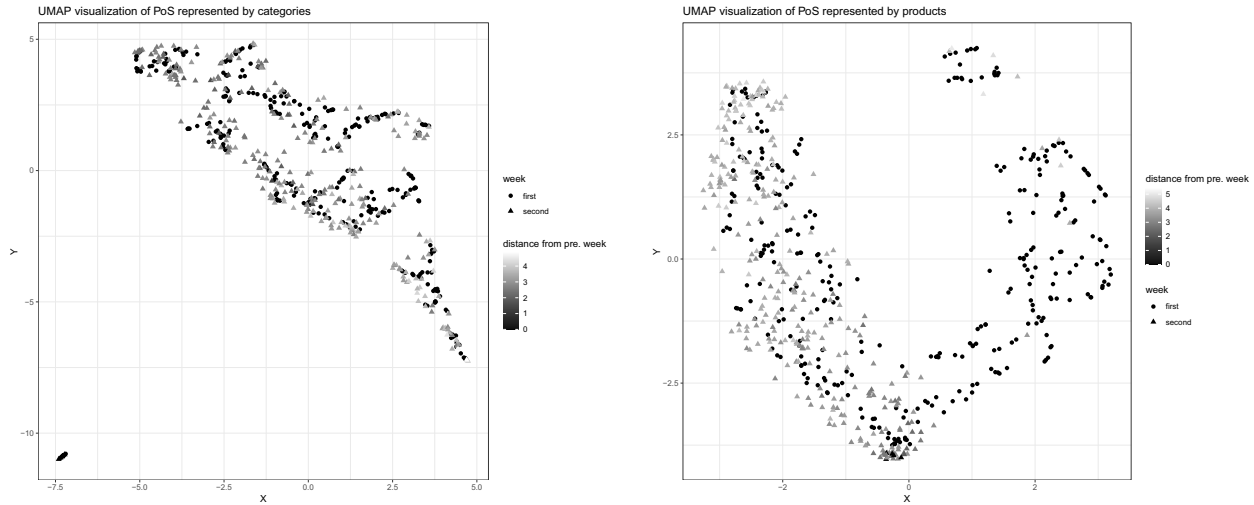 UMAP visualization of PoS represented by categories
5
0
−5
−10
Y
−7.5 −5.0 −2.5 0.0 2.5 5.0
X
week
first
second
distance from pre. week
4
3
2
1
0
UMAP visualization of PoS represented by products
2.5
0.0
−2.5
Y
−2 0 2
X
distance from pre. week
5
4
3
2
1
0
week
first
second